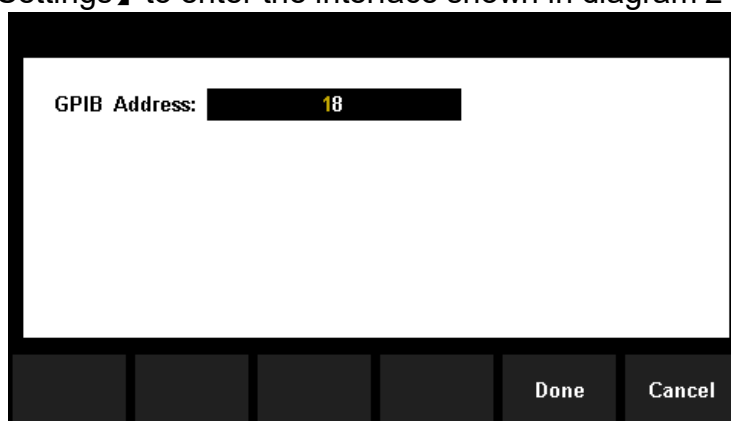 Settings】to enter the interface shown in diagram 2
GPIB Address: 18
Done Cancel